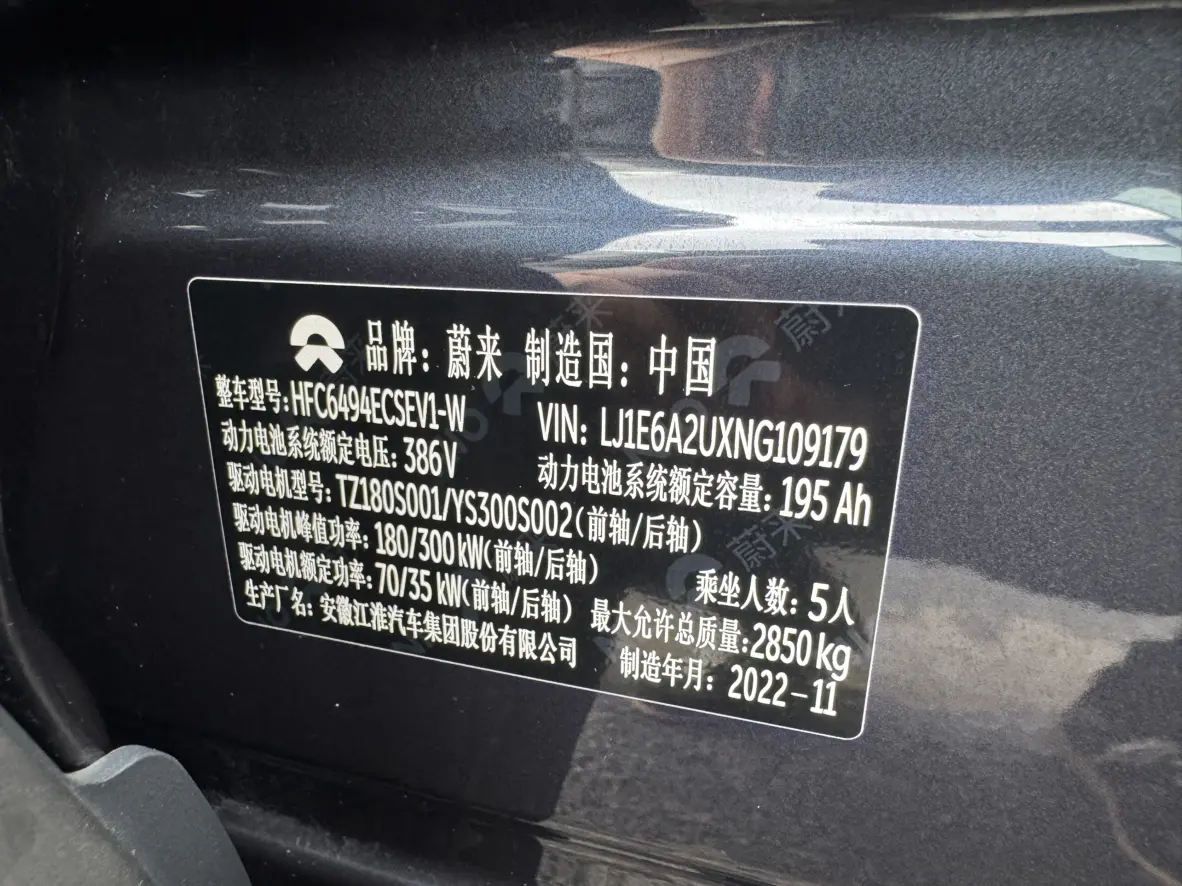 品牌：蔚来 制造国：中国
整车型号：HFC6494ECSEV1-W VIN：LJ1E6A2UXNG109179
动力电池系统额定电压：386V 动力电池系统额定容量：195 Ah
驱动电机型号：TZ180S001/YS300S002（前轴/后轴）
驱动电机峰值功率：180/300 kW（前轴/后轴） 乘坐人数：5人
驱动电机额定功率：70/35 kW（前轴/后轴） 最大允许总质量：2850 kg
生产厂名：安徽江淮汽车集团股份有限公司 制造年月：2022-11